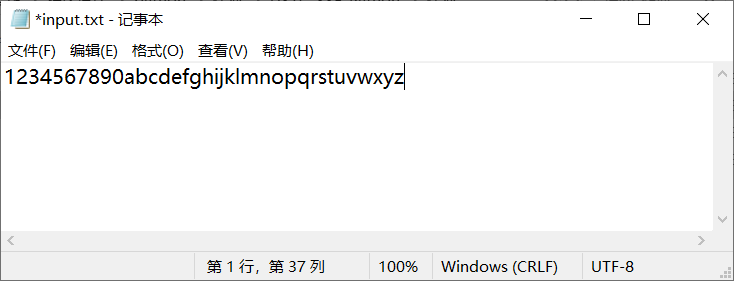 *input.txt - 记事本
文件(F) 编辑(E) 格式(O) 查看(V) 帮助(H)
1234567890abcdefghijklmnopqrstuvwxyz
第 1 行，第 37 列 100% Windows (CRLF) UTF-8